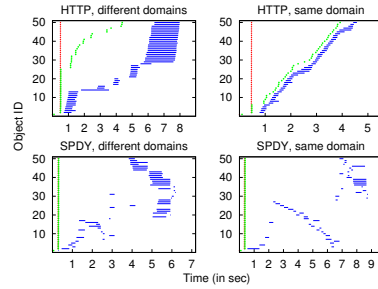 HTTP, different domains
HTTP, same domain
50
40
30
20
10
1 2 3 4 5 6 7 8
50
40
30
20
10
1 2 3 4 5
Object ID
SPDY, different domains
SPDY, same domain
50
40
30
20
10
1 2 3 4 5 6 7
50
40
30
20
10
1 2 3 4 5 6 7 8 9
Time (in sec)